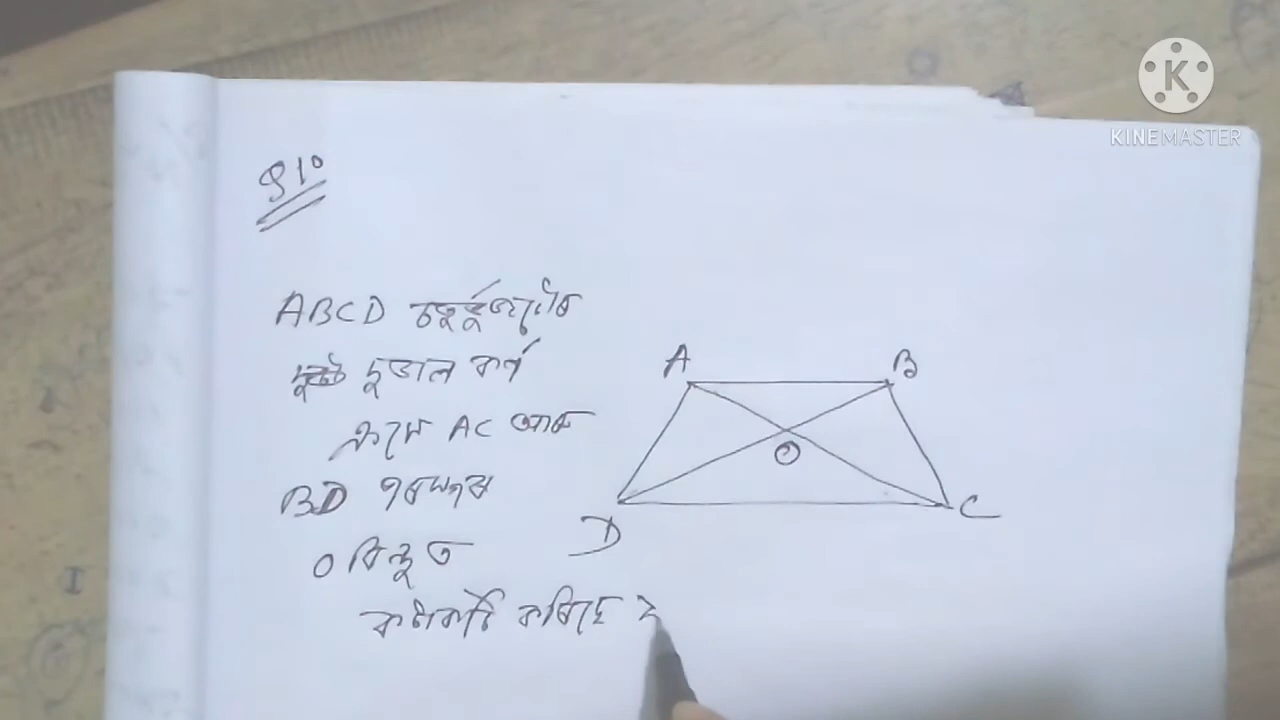 KINEMASTER
ABCD চতুৰ্ভুজটোৰ
দুডাল কৰ্ণ
ক্ৰমে AC আৰু
BD পৰস্পৰ
O বিন্দুত
কটাকটি কৰিছে
A
B
O
D
C